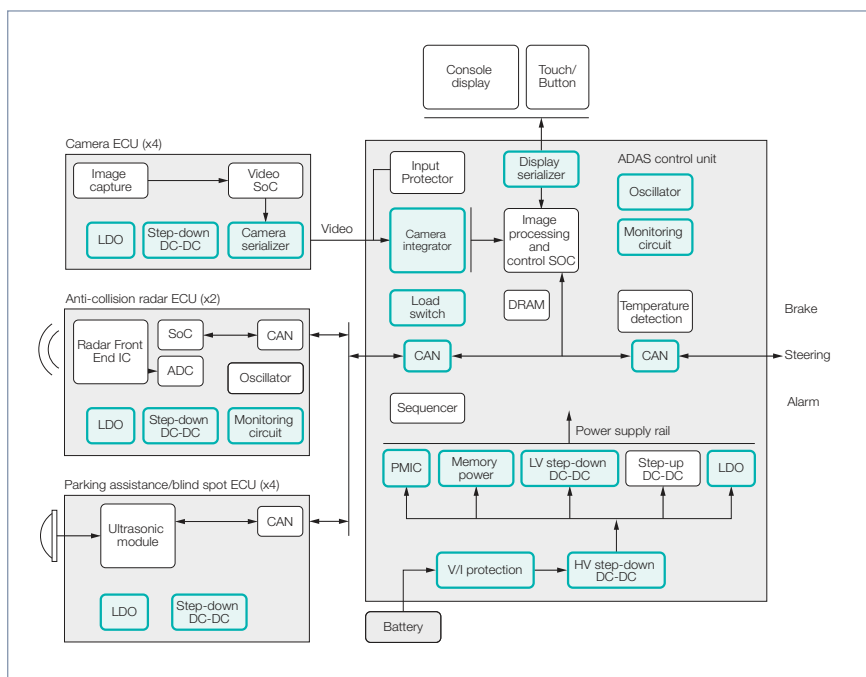 Console
display
Touch/
Button
Camera ECU (x4)
Image
capture
Video
SoC
LDO
Step-down
DC-DC
Camera
serializer
Video
Input
Protector
Display
serializer
ADAS control unit
Oscillator
Camera
integrator
Image
processing
and
control SOC
Monitoring
circuit
Load
switch
DRAM
Temperature
detection
CAN
CAN
Brake
Steering
Alarm
Anti-collision radar ECU (x2)
Radar Front
End IC
SoC
CAN
ADC
Oscillator
LDO
Step-down
DC-DC
Monitoring
circuit
Sequencer
Power supply rail
PMIC
Memory
power
LV step-down
DC-DC
Step-up
DC-DC
LDO
Parking assistance/blind spot ECU (x4)
Ultrasonic
module
CAN
LDO
Step-down
DC-DC
V/I protection
HV step-down
DC-DC
Battery